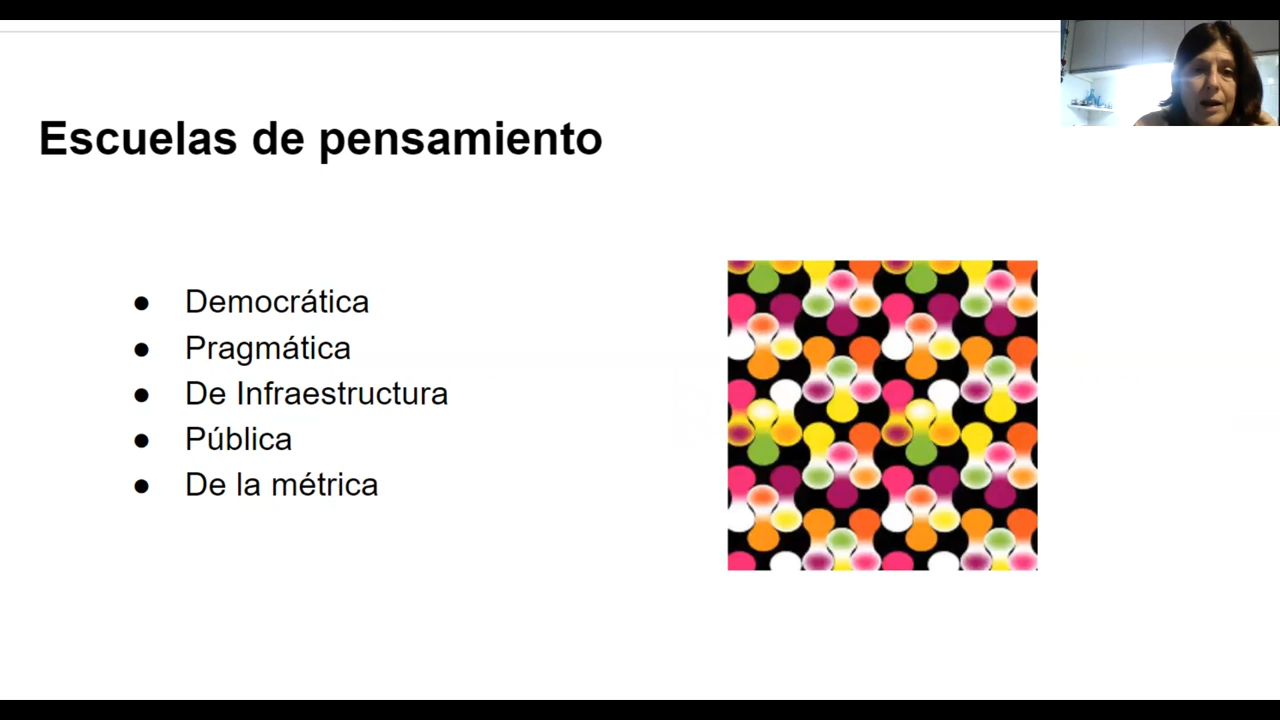 Escuelas de pensamiento
● Democrática
● Pragmática
● De Infraestructura
● Pública
● De la métrica